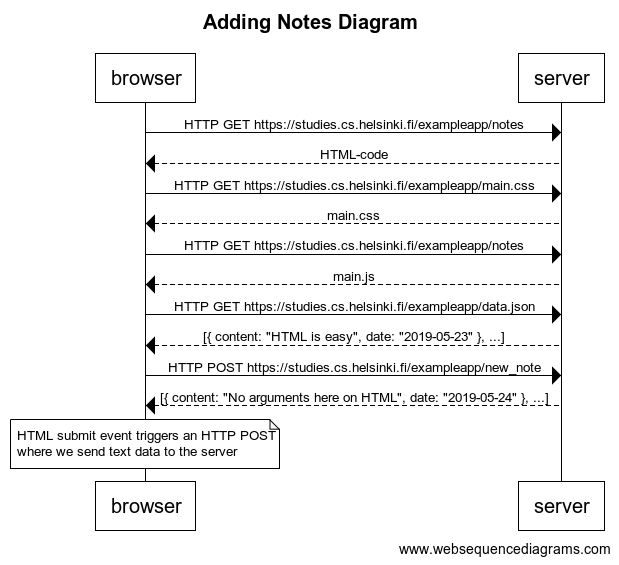 Adding Notes Diagram
browser
server
HTTP GET https://studies.cs.helsinki.fi/exampleapp/notes
HTML-code
HTTP GET https://studies.cs.helsinki.fi/exampleapp/main.css
main.css
HTTP GET https://studies.cs.helsinki.fi/exampleapp/notes
main.js
HTTP GET https://studies.cs.helsinki.fi/exampleapp/data.json
[{ content: "HTML is easy", date: "2019-05-23" }, ...]
HTTP POST https://studies.cs.helsinki.fi/exampleapp/new_note
[{ content: "No arguments here on HTML", date: "2019-05-24" }, ...]
HTML submit event triggers an HTTP POST
where we send text data to the server
browser
server
www.websequencediagrams.com